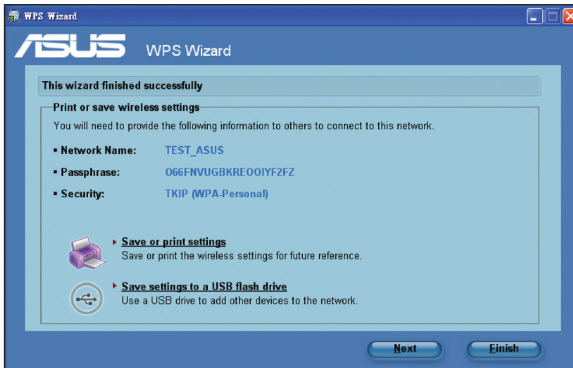 WPS Wizard
ASUS WPS Wizard
This wizard finished successfully
Print or save wireless settings
You will need to provide the following information to others to connect to this network.
▪ Network Name: TEST_ASUS
▪ Passphrase: O66FNVUGBKREOOIYF2FZ
▪ Security: TKIP (WPA-Personal)
Save or print settings
Save or print the wireless settings for future reference.
Save settings to a USB flash drive
Use a USB drive to add other devices to the network.
Next Finish